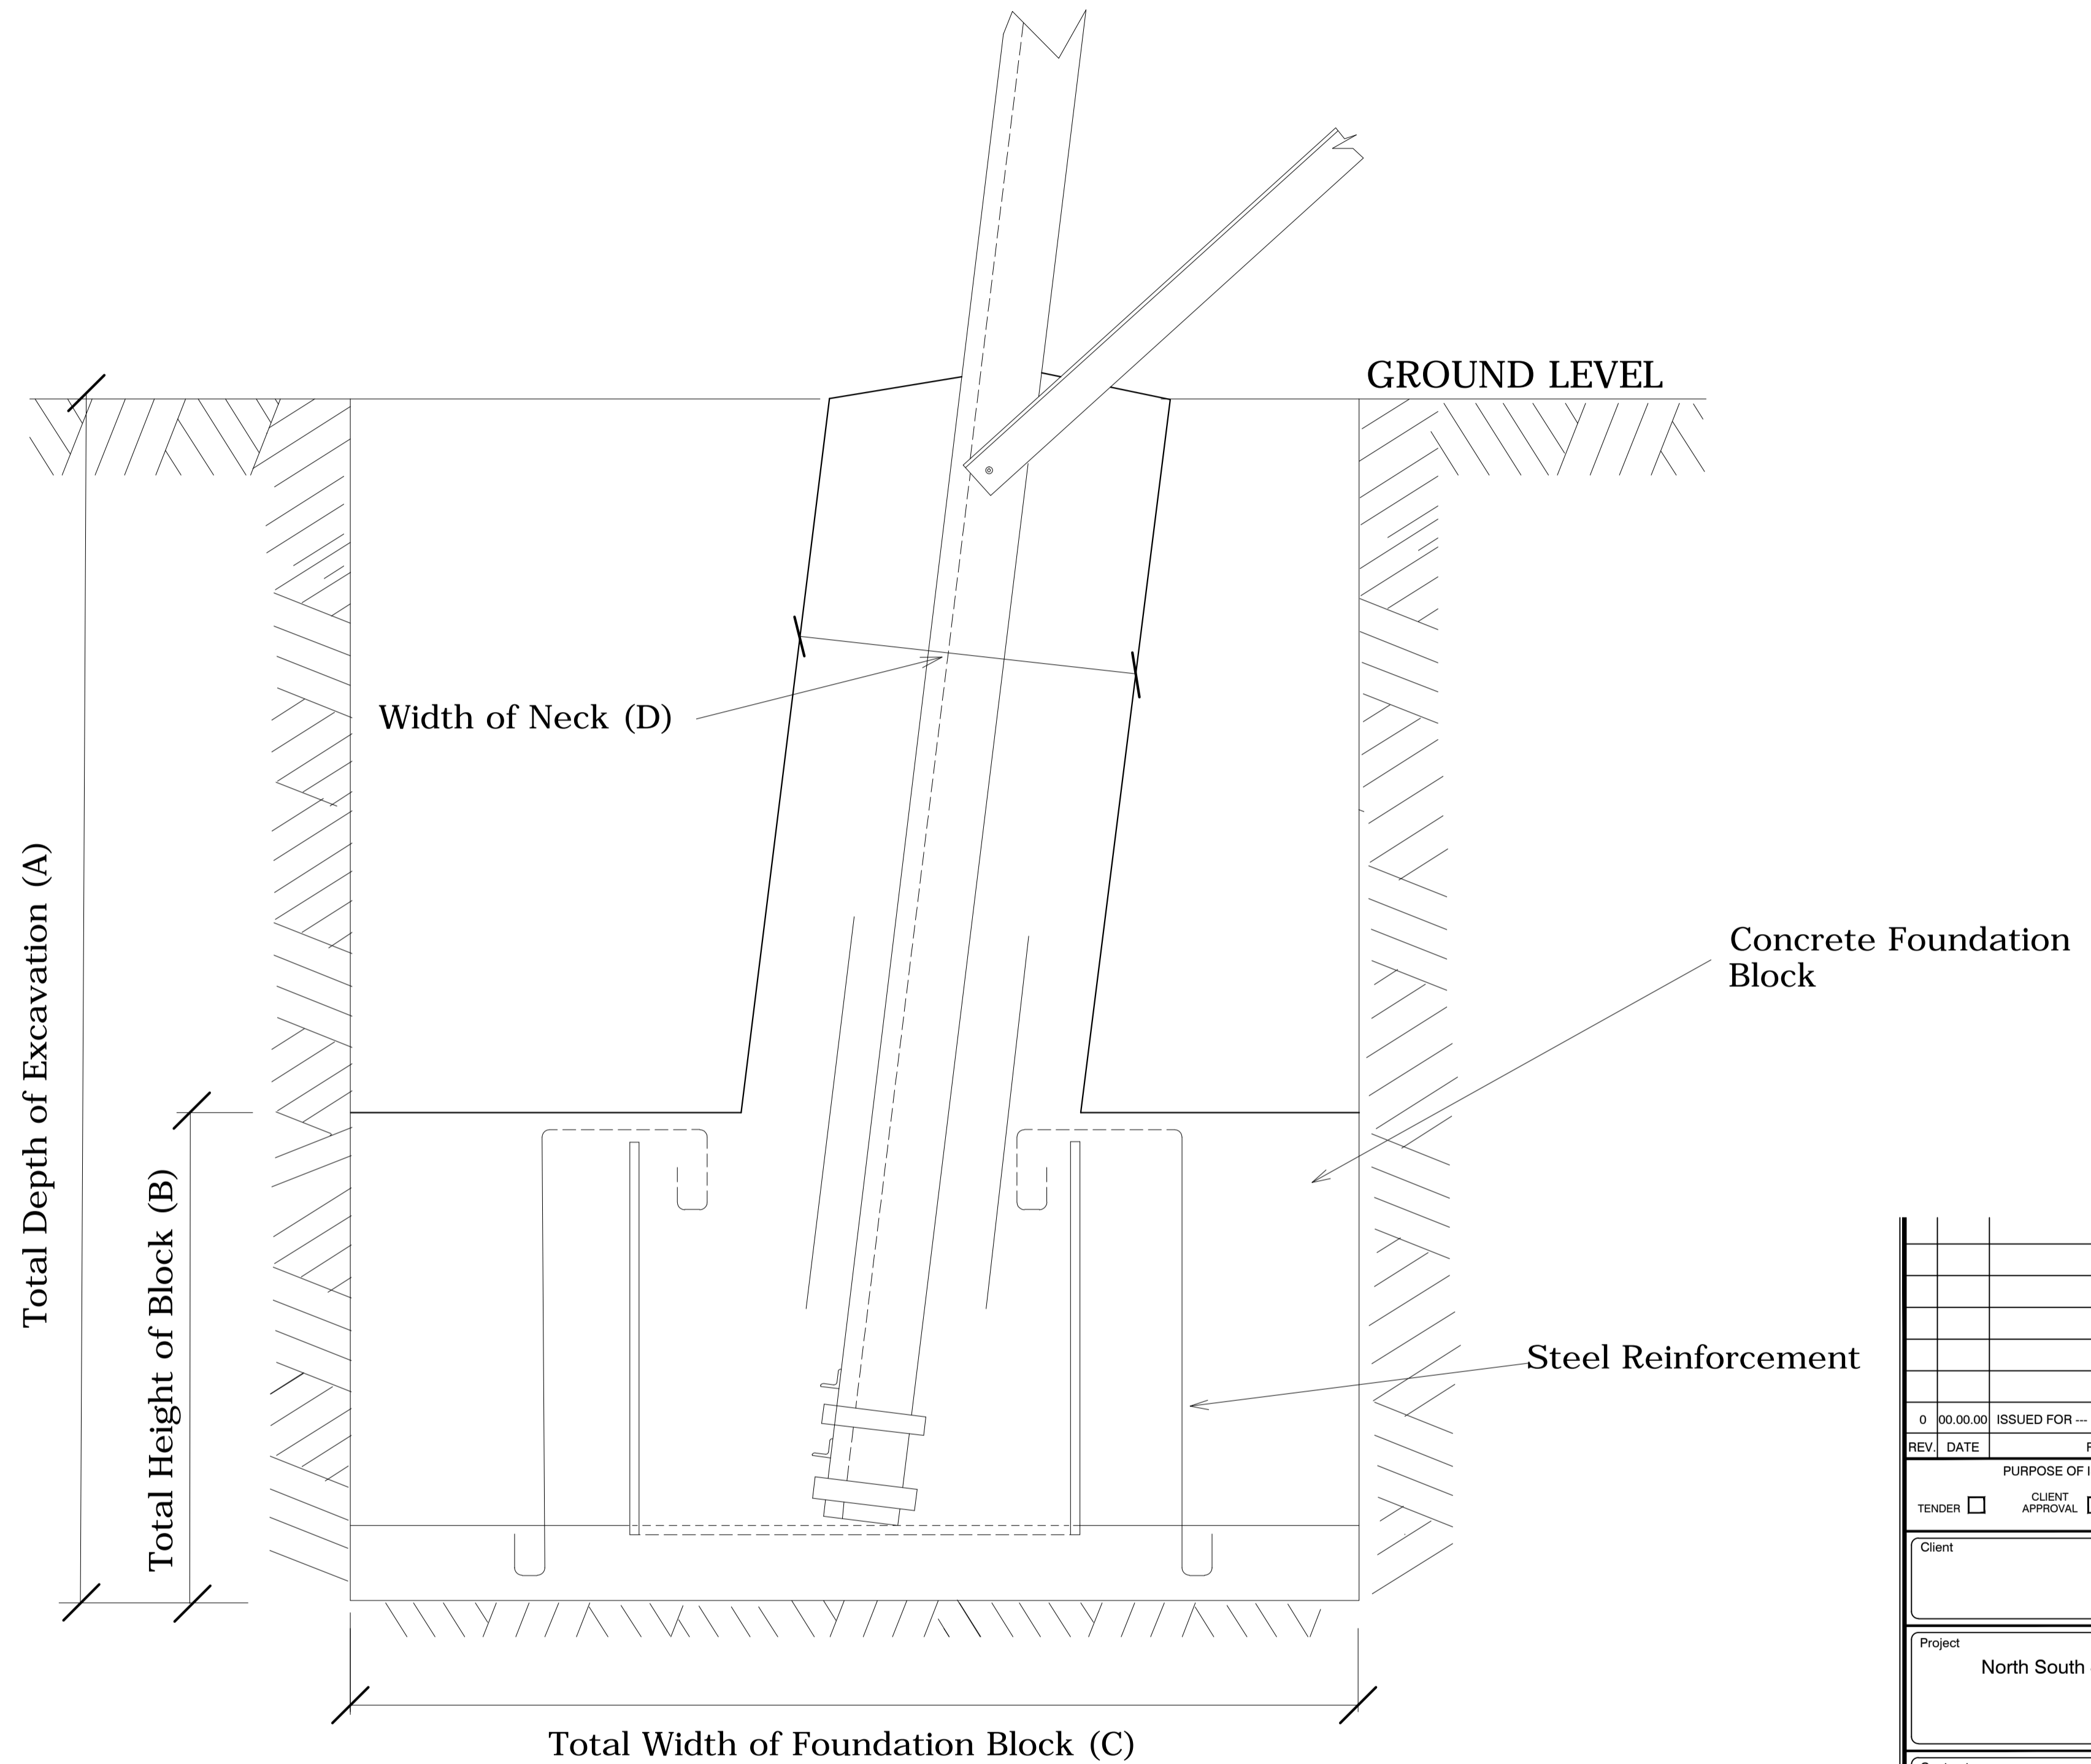 GROUND LEVEL
Width of Neck (D)
Total Depth of Excavation (A)
Total Height of Block (B)
Concrete Foundation
Block
Steel Reinforcement
Total Width of Foundation Block (C)
0 00.00.00 ISSUED FOR ---
REV. DATE
PURPOSE OF
TENDER
CLIENT
APPROVAL
Client
Project
North South